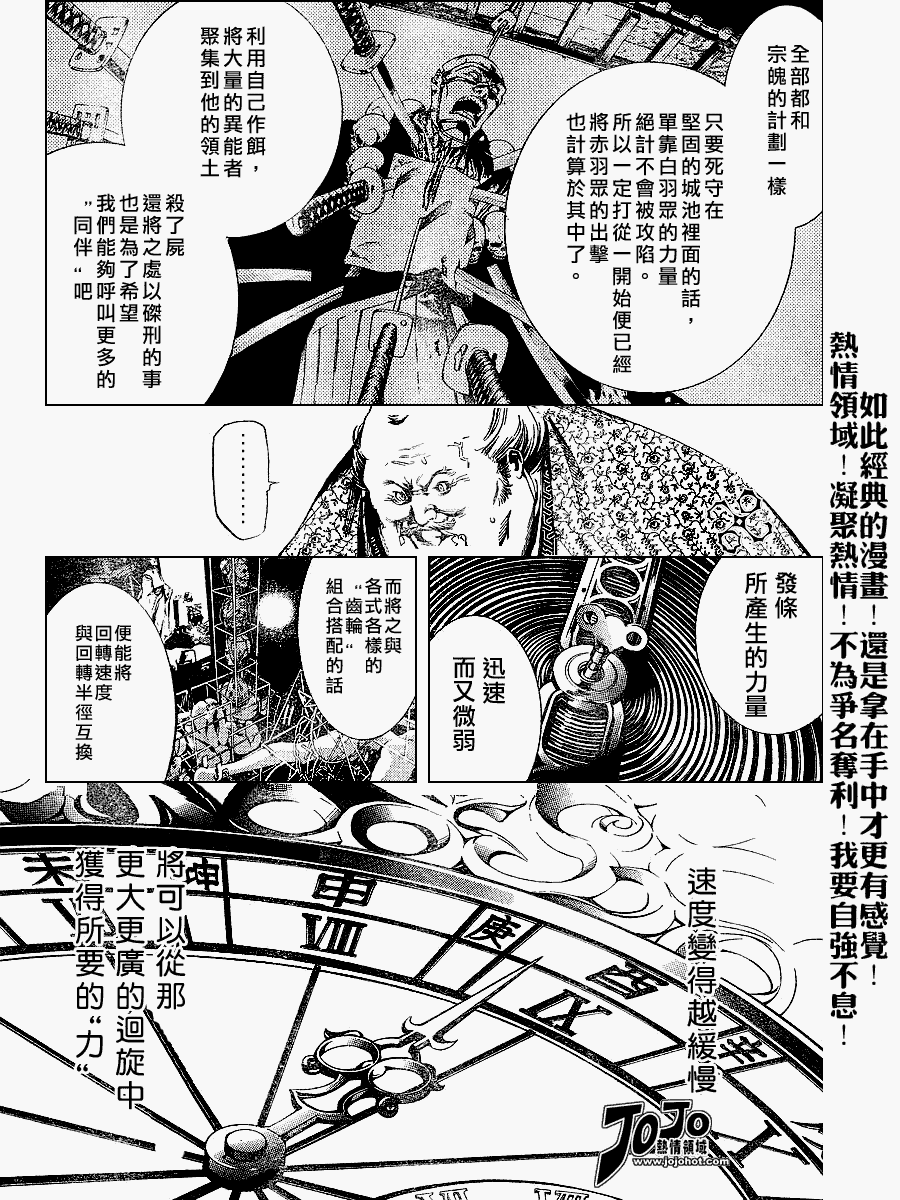 全部都和
宗魄的計劃一樣
只要死守在
堅固的城池裡面的話，
單靠白羽眾的力量
絕計不會被攻陷。
所以一定打從一開始便已經
將赤羽眾的出擊
也計算於其中了。
利用自己作餌，
將大量的異能者
聚集到他的領土
殺了屍
還將之處以磔刑的事
也是為了希望
我們能夠呼叫更多的
〝同伴〞吧
………
發條
所產生的力量
迅速
而又微弱
而將之與
各式各樣的
〝齒輪〞
組合搭配的話
便能將
回轉速度
與回轉半徑互換
速度變得越緩慢
將可以從那
更大更廣的迴旋中
獲得所要的〝力〞
未
坤
申
庚
酉
辛
VIII
IX
如此經典的漫畫！還是拿在手中才更有感覺！
熱情領域！凝聚熱情！不為爭名奪利！我要自強不息！
JOJO
熱情領域
www.jojohot.com